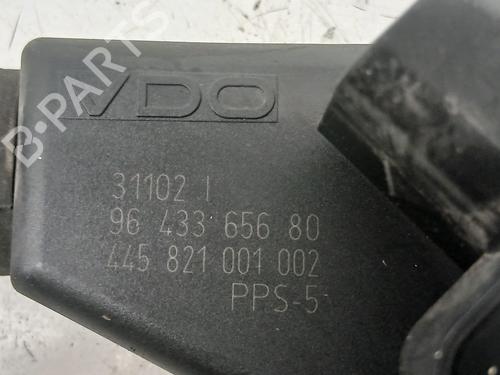 B-PARTS
VDO
31102 I
96 433 656 80
445 821 001 002
PPS-5